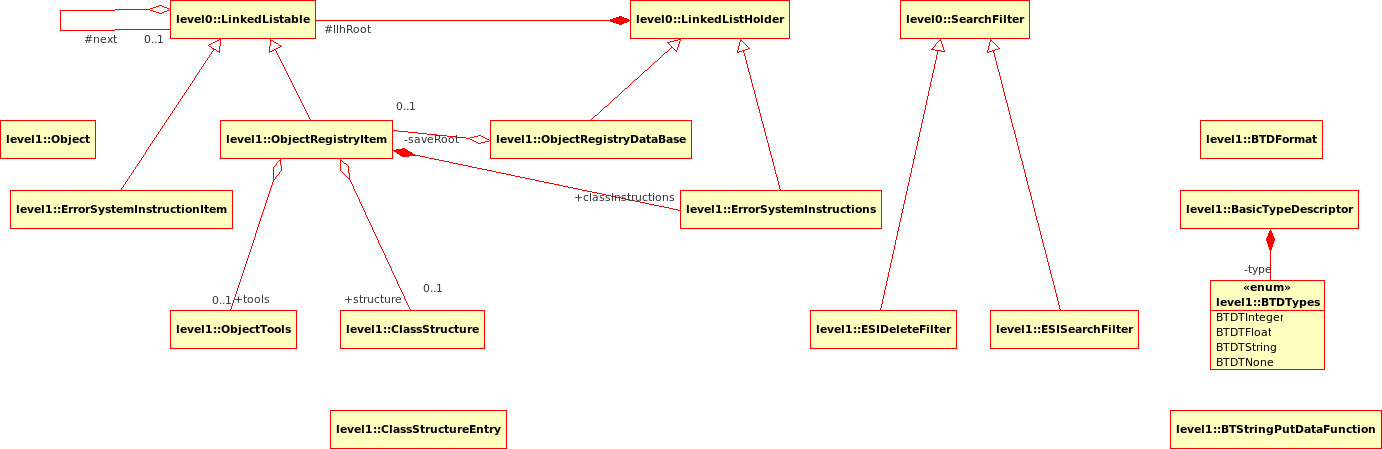 level0::LinkedListable
level0::LinkedListHolder
level0::SearchFilter
#next
0..1
#llhRoot
0..1
level1::Object
level1::ObjectRegistryItem
-saveRoot
level1::ObjectRegistryDataBase
level1::BTDFormat
+classInstructions
level1::ErrorSystemInstructionItem
level1::ErrorSystemInstructions
level1::BasicTypeDescriptor
-type
0..1
+tools
+structure
0..1
«enum»
level1::BTDTypes
BTDTInteger
BTDTFloat
BTDTString
BTDTNone
level1::ObjectTools
level1::ClassStructure
level1::ESIDeleteFilter
level1::ESISearchFilter
level1::ClassStructureEntry
level1::BTStringPutDataFunction